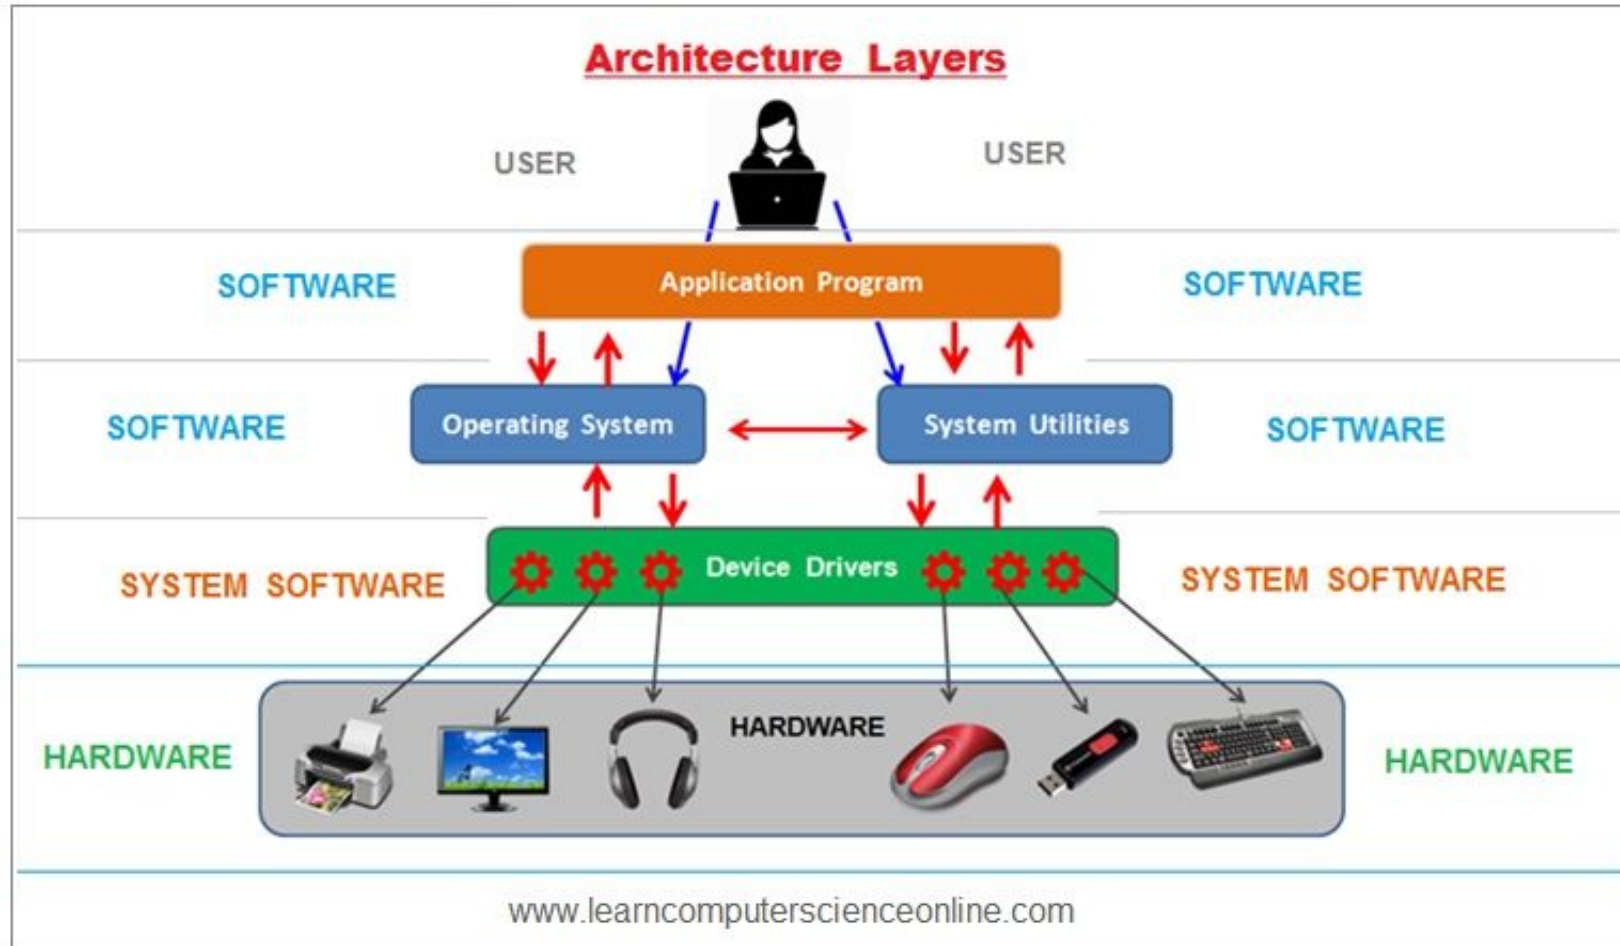 Architecture Layers
USER
USER
SOFTWARE
Application Program
SOFTWARE
SOFTWARE
Operating System
System Utilities
SOFTWARE
SYSTEM SOFTWARE
Device Drivers
SYSTEM SOFTWARE
HARDWARE
HARDWARE
HARDWARE
www.learncomputerscienceonline.com